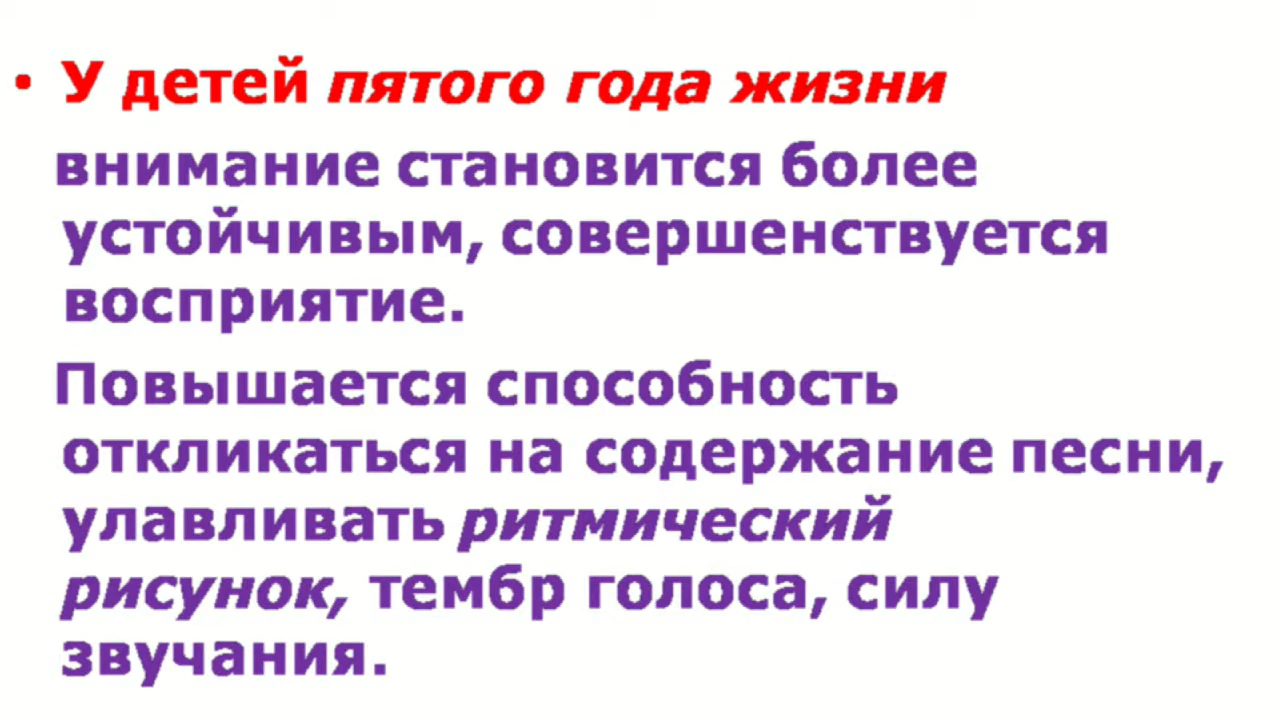 • У детей пятого года жизни
внимание становится более
устойчивым, совершенствуется
восприятие.
Повышается способность
откликаться на содержание песни,
улавливать ритмический
рисунок, тембр голоса, силу
звучания.